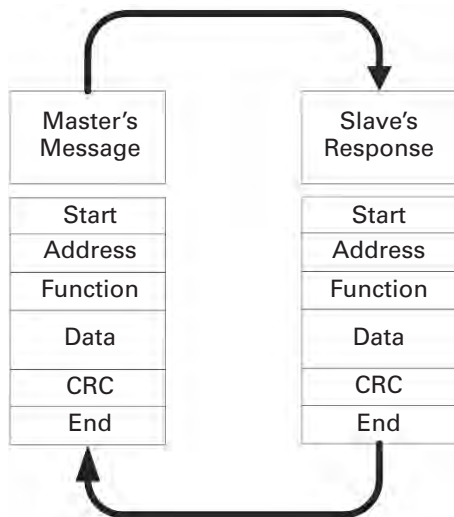 Master's
Message
Start
Address
Function
Data
CRC
End
Slave's
Response
Start
Address
Function
Data
CRC
End